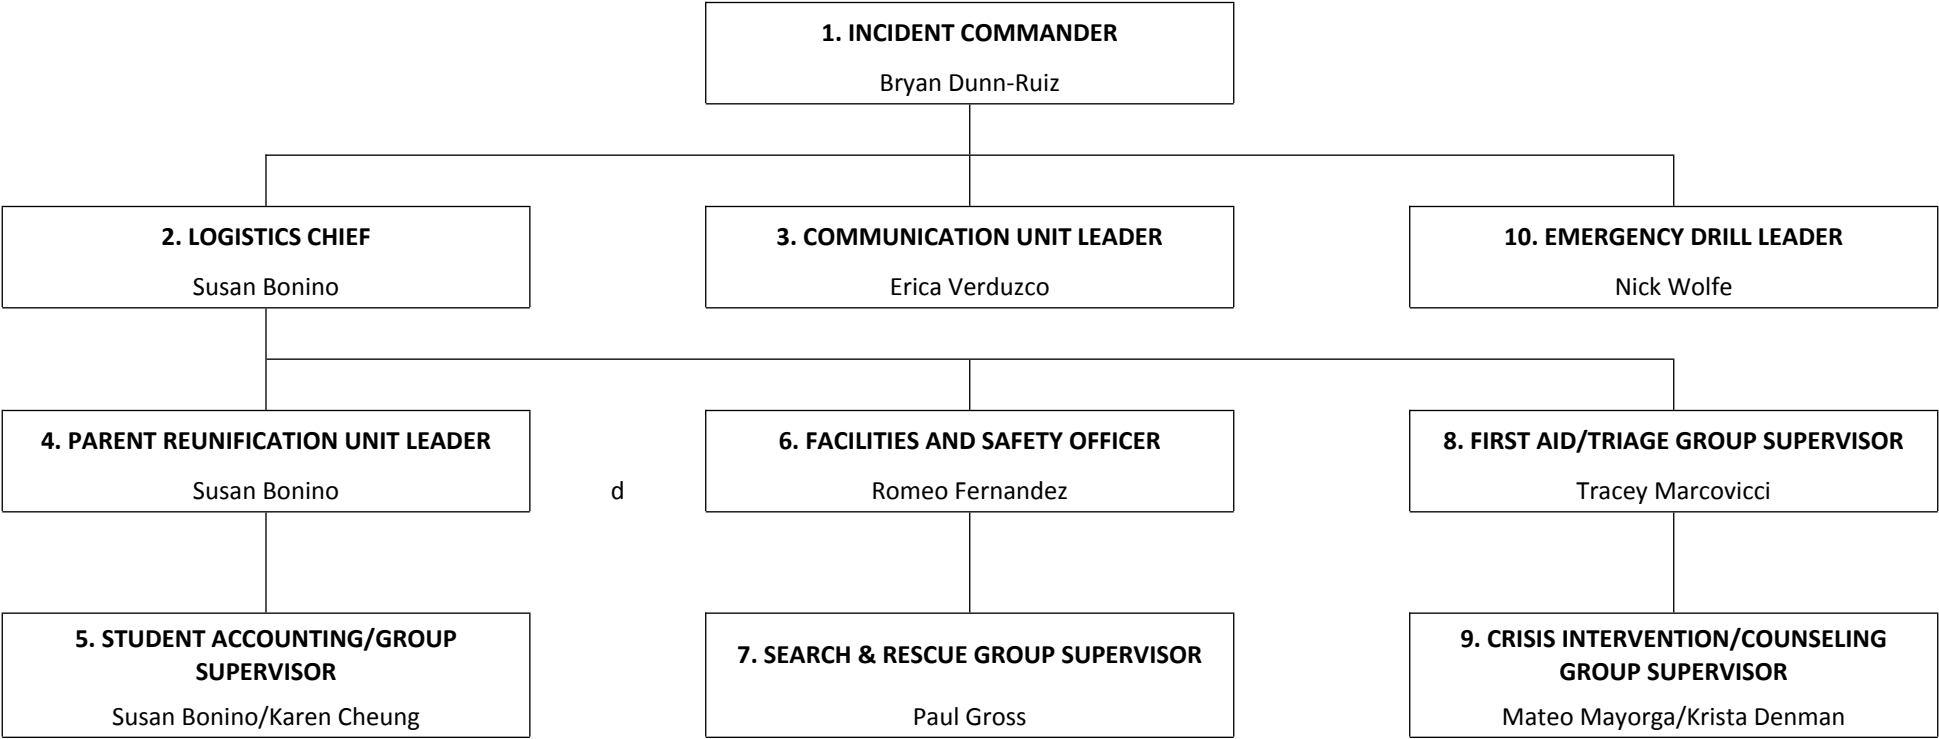 1. INCIDENT COMMANDER
Bryan Dunn-Ruiz
2. LOGISTICS CHIEF
Susan Bonino
3. COMMUNICATION UNIT LEADER
Erica Verduzco
10. EMERGENCY DRILL LEADER
Nick Wolfe
4. PARENT REUNIFICATION UNIT LEADER
Susan Bonino
d
6. FACILITIES AND SAFETY OFFICER
Romeo Fernandez
8. FIRST AID/TRIAGE GROUP SUPERVISOR
Tracey Marcovicci
5. STUDENT ACCOUNTING/GROUP
SUPERVISOR
Susan Bonino/Karen Cheung
7. SEARCH & RESCUE GROUP SUPERVISOR
Paul Gross
9. CRISIS INTERVENTION/COUNSELING
GROUP SUPERVISOR
Mateo Mayorga/Krista Denman